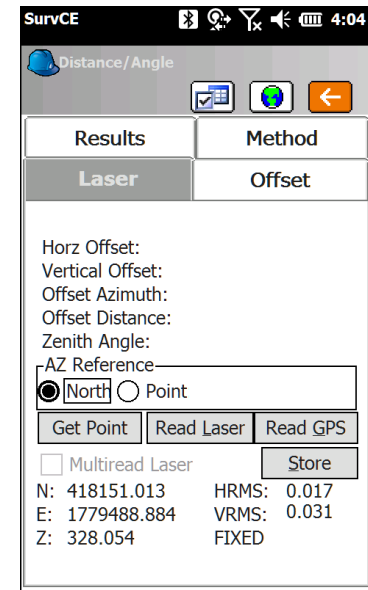 SurvCE 4:04
Distance/Angle
Results Method
Laser Offset
Horz Offset:
Vertical Offset:
Offset Azimuth:
Offset Distance:
Zenith Angle:
AZ Reference
North Point
Get Point Read Laser Read GPS
Multiread Laser Store
N: 418151.013 HRMS: 0.017
E: 1779488.884 VRMS: 0.031
Z: 328.054 FIXED